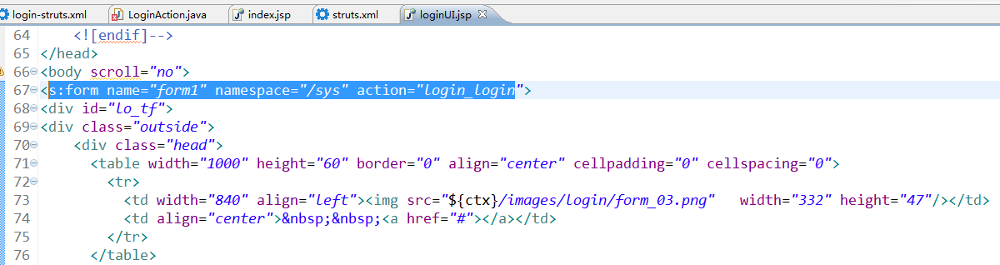 login-struts.xml LoginAction.java index.jsp struts.xml loginUI.jsp
64 <![endif]-->
65 </head>
66 <body scroll="no">
67 <s:form name="form1" namespace="/sys" action="login_login">
68 <div id="lo_tf">
69 <div class="outside">
70 <div class="head">
71 <table width="1000" height="60" border="0" align="center" cellpadding="0" cellspacing="0">
72 <tr>
73 <td width="840" align="left"><img src="${ctx}/images/login/form_03.png" width="332" height="47"/></td>
74 <td align="center">&nbsp;&nbsp;<a href="#"></a></td>
75 </tr>
76 </table>